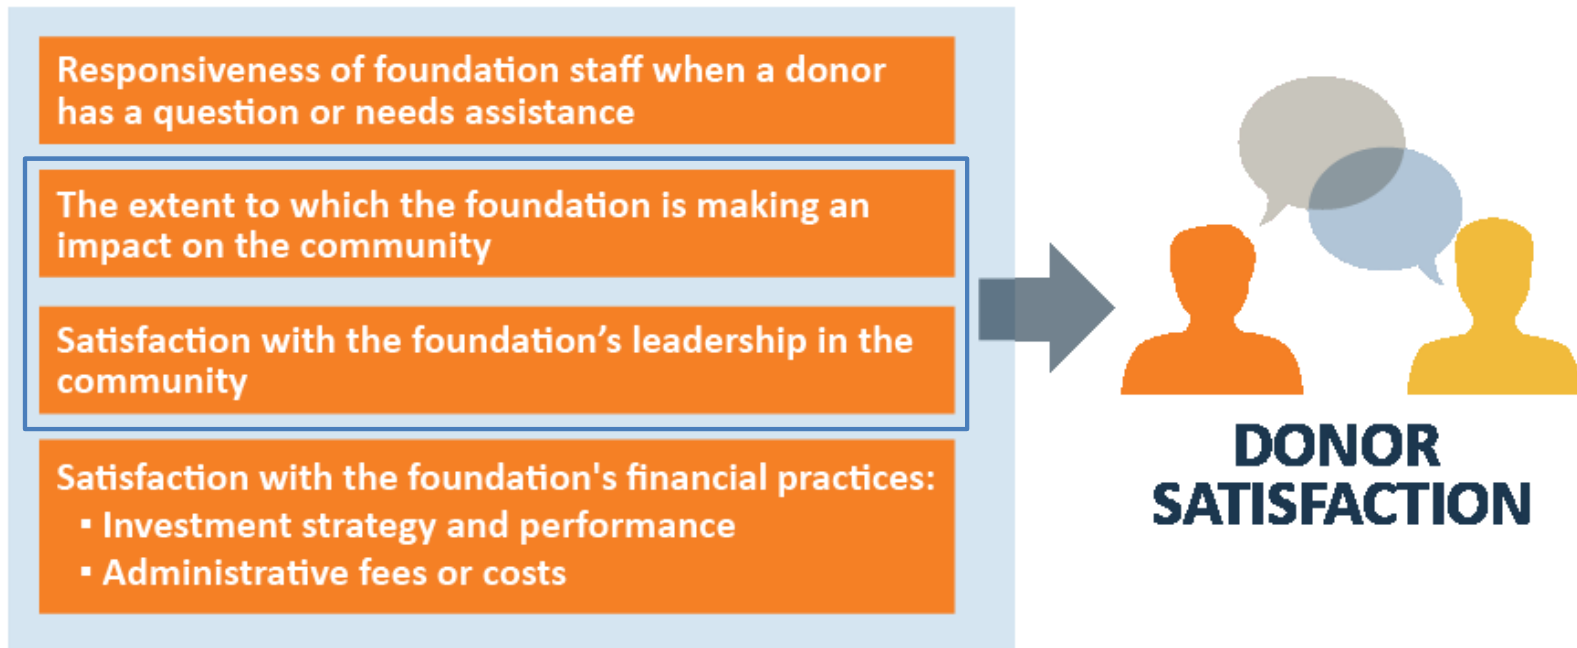 Responsiveness of foundation staff when a donor
has a question or needs assistance
The extent to which the foundation is making an
impact on the community
Satisfaction with the foundation’s leadership in the
community
Satisfaction with the foundation's financial practices:
▪ Investment strategy and performance
▪ Administrative fees or costs
DONOR
SATISFACTION